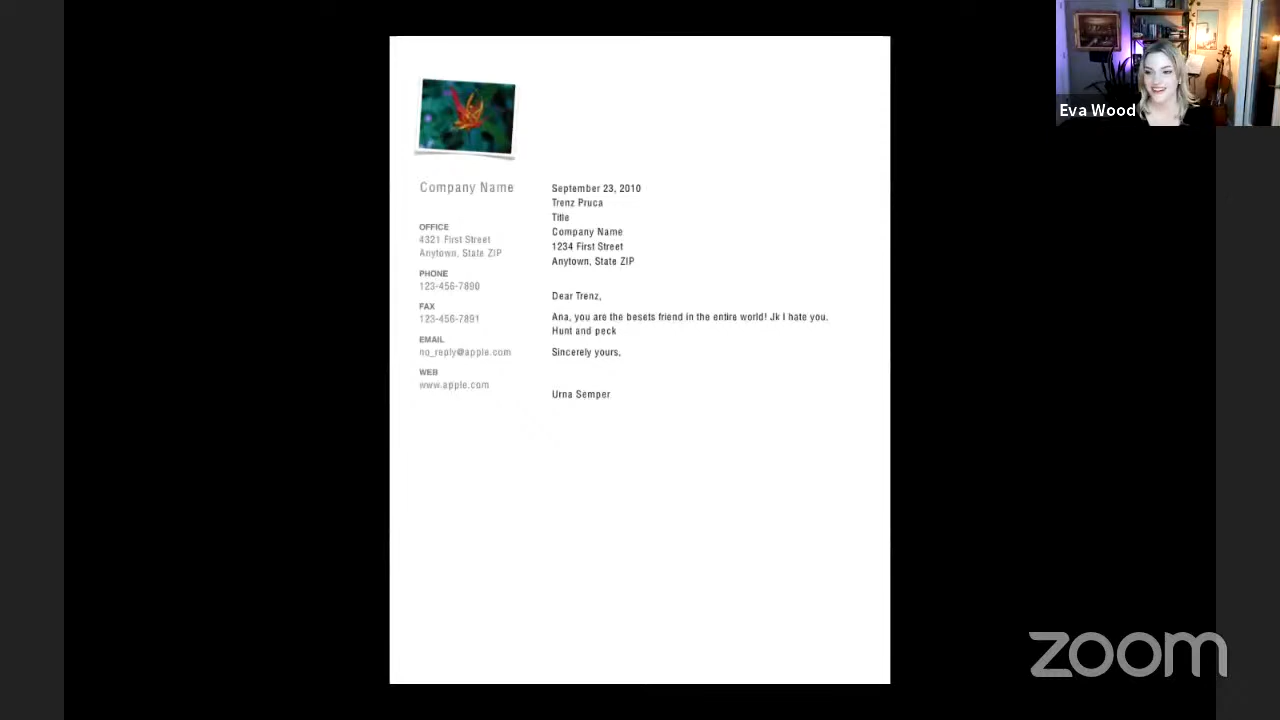 Eva Wood
Company Name
OFFICE
4321 First Street
Anytown, State ZIP
PHONE
123-456-7890
FAX
123-456-7891
EMAIL
no_reply@apple.com
WEB
www.apple.com
September 23, 2010
Trenz Pruca
Title
Company Name
1234 First Street
Anytown, State ZIP
Dear Trenz,
Ana, you are the besets friend in the entire world! Jk I hate you.
Hunt and peck
Sincerely yours,
Urna Semper
zoom